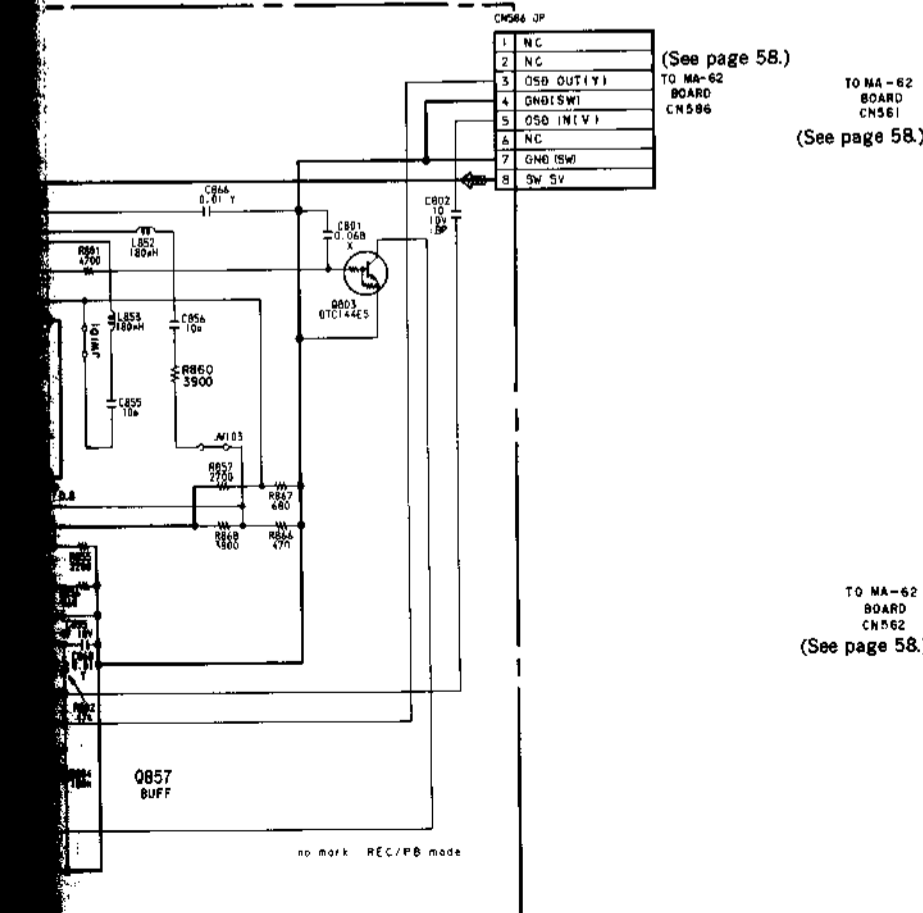 CN586 JP
1 NC
2 NC
3 OSD OUT(Y)
4 GND(SW)
5 OSD IN(V)
6 NC
7 GND (SW)
8 SW 5V
(See page 58.)
TO MA-62
BOARD
CN586
TO MA-62
BOARD
CN561
(See page 58.)
C866
0.01 Y
C801
0.068
X
C802
10
10V
BP
L852
180μH
R881
4700
Q803
DTC144ES
L853
180μH
C856
10P
JW101
R860
3900
C855
10P
JW103
R857
2700
R867
680
R868
3900
R866
470
TO MA-62
BOARD
CN562
(See page 58.)
Q857
BUFF
no mark REC/PB mode